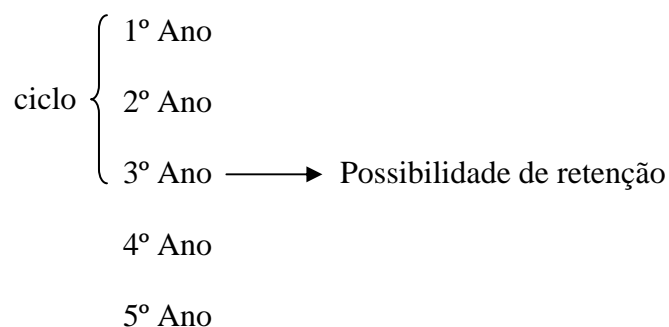 1º Ano
ciclo
2º Ano
3º Ano
Possibilidade de retenção
4º Ano
5º Ano